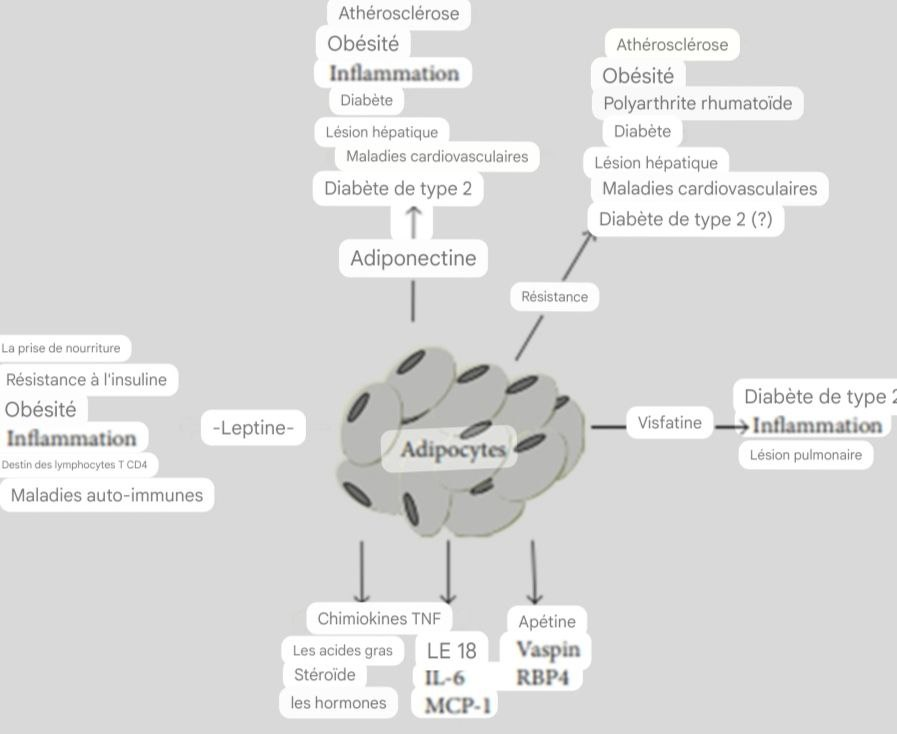 Athérosclérose
Obésité
Inflammation
Diabète
Lésion hépatique
Maladies cardiovasculaires
Diabète de type 2
Adiponectine
Athérosclérose
Obésité
Polyarthrite rhumatoïde
Diabète
Lésion hépatique
Maladies cardiovasculaires
Diabète de type 2 (?)
Résistance
La prise de nourriture
Résistance à l'insuline
Obésité
Inflammation
Destin des lymphocytes T CD4
Maladies auto-immunes
-Leptine-
Adipocytes
Visfatine
Diabète de type 2
Inflammation
Lésion pulmonaire
Chimiokines TNF
Les acides gras
Stéroïde
les hormones
LE 18
IL-6
MCP-1
Apétine
Vaspin
RBP4